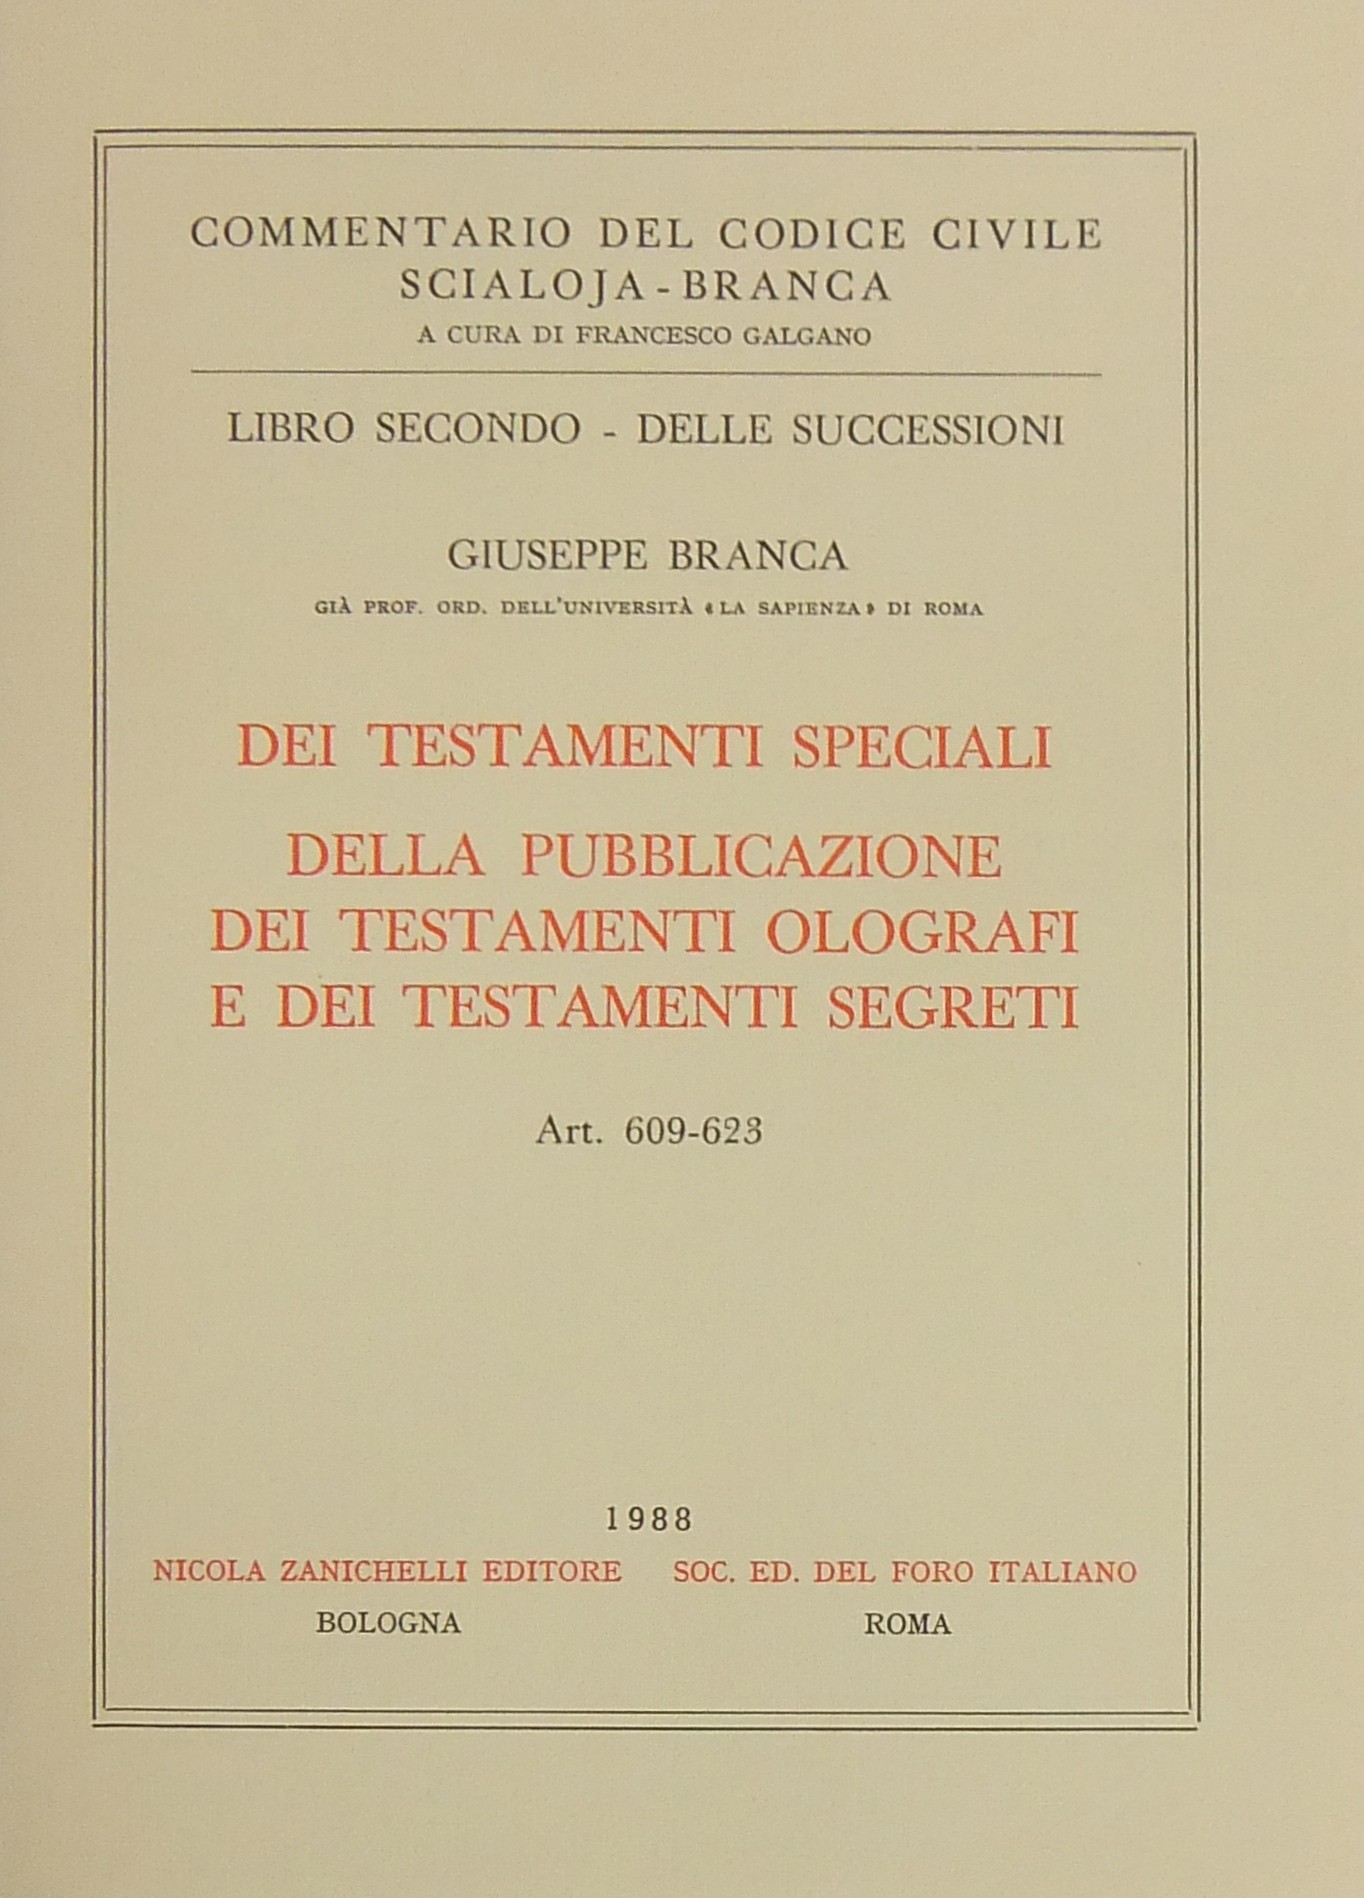 COMMENTARIO DEL CODICE CIVILE
SCIALOJA-BRANCA
A CURA DI FRANCESCO GALGANO
LIBRO SECONDO - DELLE SUCCESSIONI
GIUSEPPE BRANCA
GIÀ PROF. ORD. DELL'UNIVERSITÀ «LA SAPIENZA» DI ROMA
DEI TESTAMENTI SPECIALI
DELLA PUBBLICAZIONE
DEI TESTAMENTI OLOGRAFI
E DEI TESTAMENTI SEGRETI
Art. 609-623
1988
NICOLA ZANICHELLI EDITORE SOC. ED. DEL FORO ITALIANO
BOLOGNA ROMA